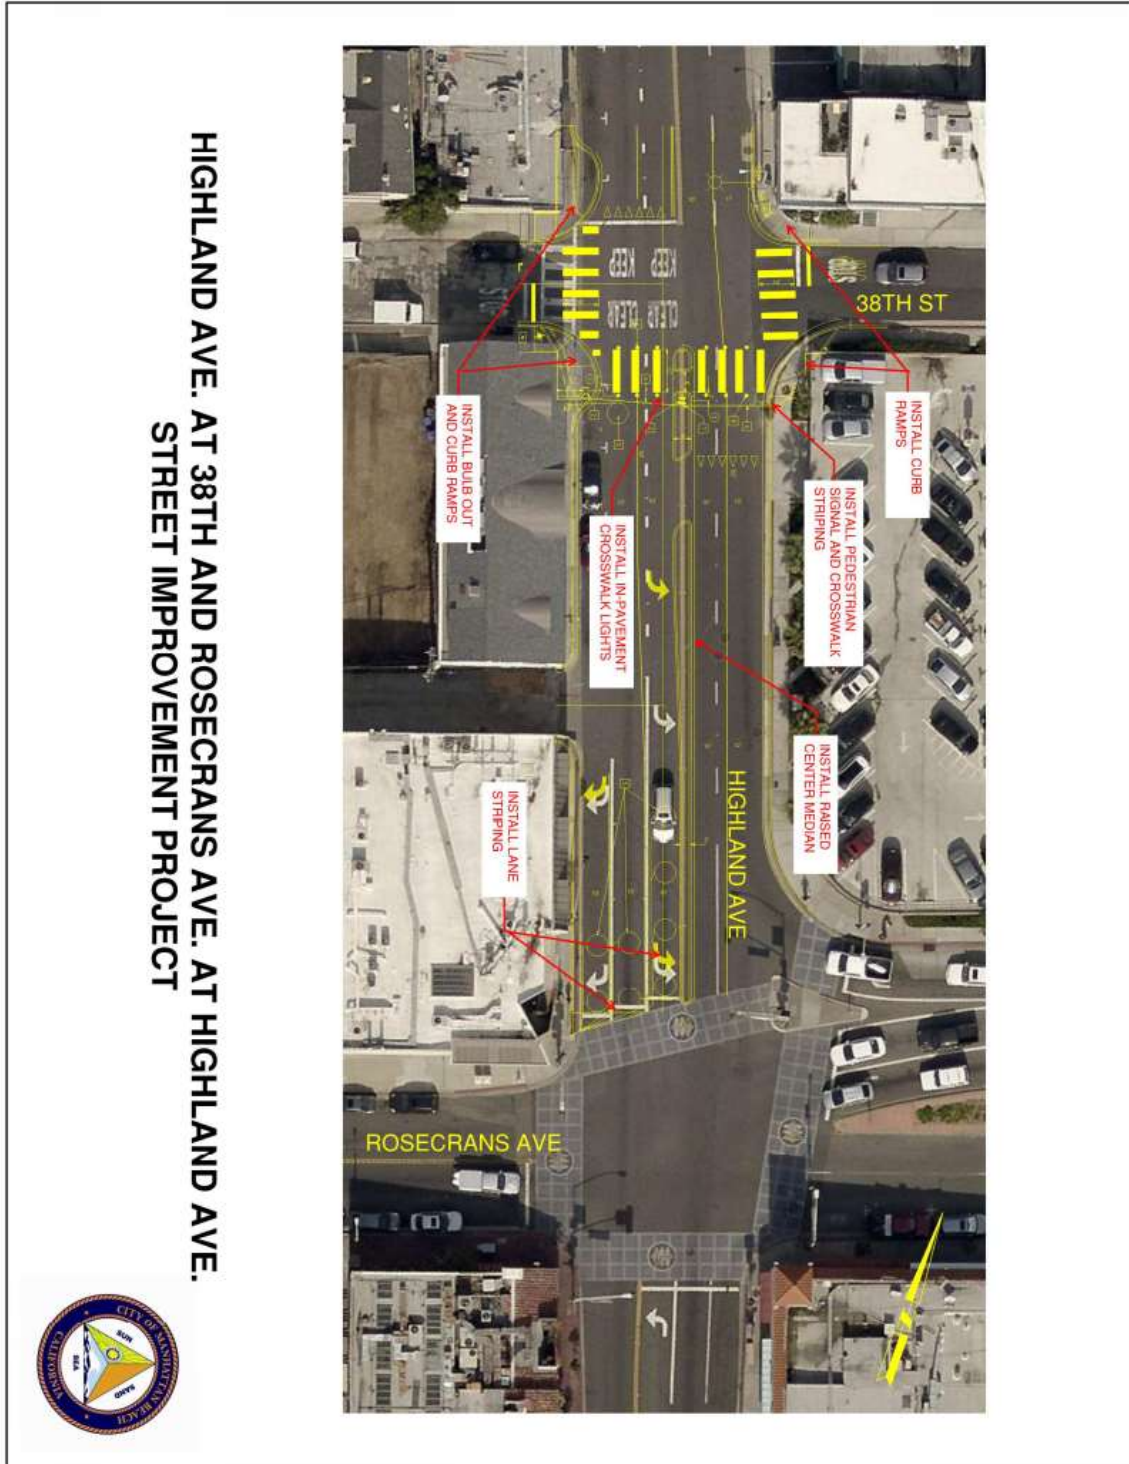 HIGHLAND AVE. AT 38TH AND ROSECRANS AVE. AT HIGHLAND AVE.
STREET IMPROVEMENT PROJECT
38TH ST
STOP
KEEP
KEEP
CLEAR
CLEAR
INSTALL CURB
RAMPS
INSTALL PEDESTRIAN
SIGNAL AND CROSSWALK
STRIPING
INSTALL RAISED
CENTER MEDIAN
HIGHLAND AVE
INSTALL IN-PAVEMENT
CROSSWALK LIGHTS
INSTALL BULB OUT
AND CURB RAMPS
INSTALL LANE
STRIPING
ROSECRANS AVE
CITY OF MANHATTAN BEACH
CALIFORNIA
SUN
SAND
SEA